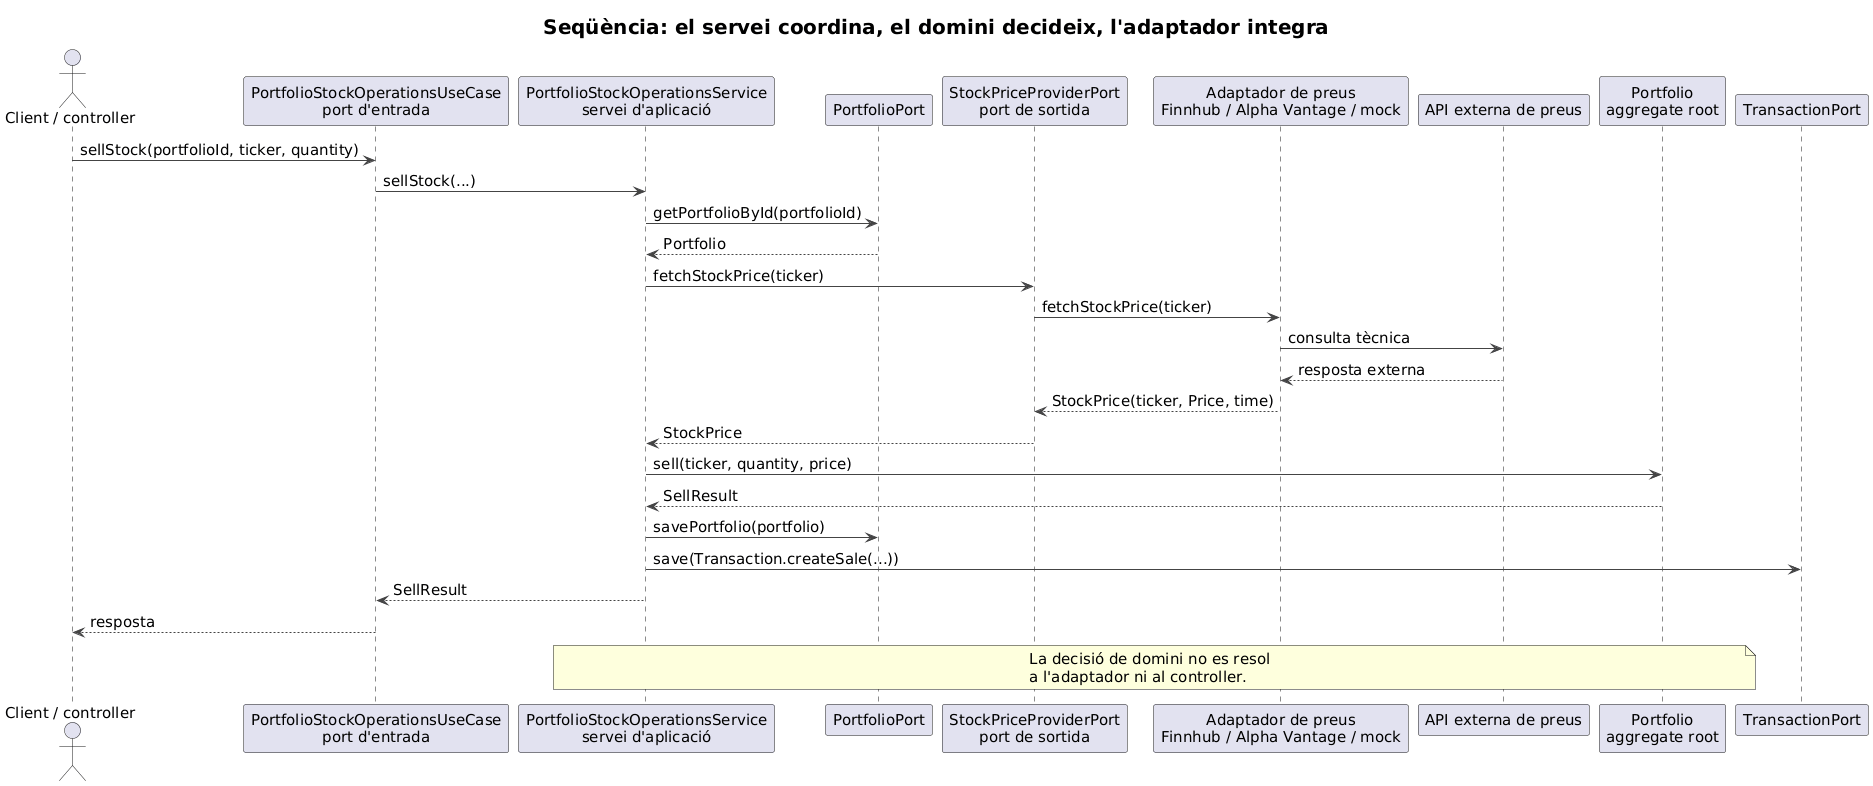 Seqüència: el servei coordina, el domini decideix, l'adaptador integra
Client / controller
PortfolioStockOperationsUseCase
port d'entrada
PortfolioStockOperationsService
servei d'aplicació
PortfolioPort
StockPriceProviderPort
port de sortida
Adaptador de preus
Finnhub / Alpha Vantage / mock
API externa de preus
Portfolio
aggregate root
TransactionPort
sellStock(portfolioId, ticker, quantity)
sellStock(...)
getPortfolioById(portfolioId)
Portfolio
fetchStockPrice(ticker)
fetchStockPrice(ticker)
consulta tècnica
resposta externa
StockPrice(ticker, Price, time)
StockPrice
sell(ticker, quantity, price)
SellResult
savePortfolio(portfolio)
save(Transaction.createSale(...))
SellResult
resposta
La decisió de domini no es resol
a l'adaptador ni al controller.
Client / controller
PortfolioStockOperationsUseCase
port d'entrada
PortfolioStockOperationsService
servei d'aplicació
PortfolioPort
StockPriceProviderPort
port de sortida
Adaptador de preus
Finnhub / Alpha Vantage / mock
API externa de preus
Portfolio
aggregate root
TransactionPort